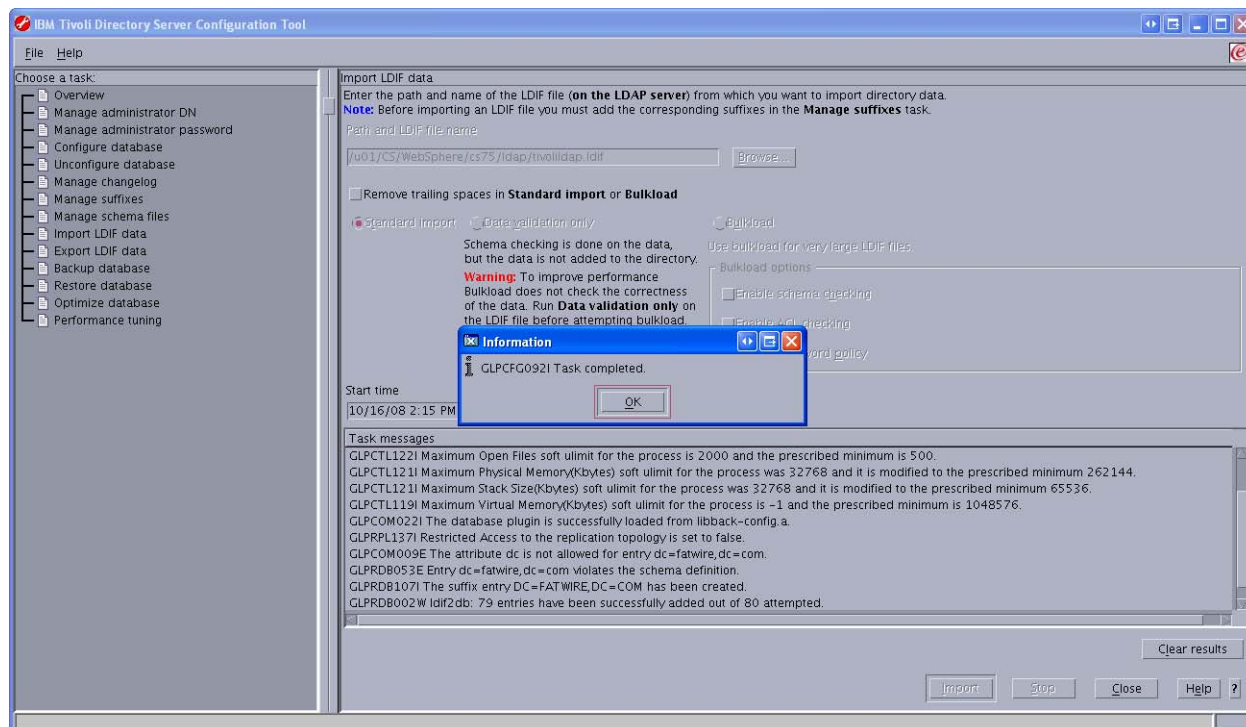 IBM Tivoli Directory Server Configuration Tool
File Help
Choose a task:
Overview
Manage administrator DN
Manage administrator password
Configure database
Unconfigure database
Manage changelog
Manage suffixes
Manage schema files
Import LDIF data
Export LDIF data
Backup database
Restore database
Optimize database
Performance tuning
Import LDIF data
Enter the path and name of the LDIF file (on the LDAP server) from which you want to import directory data.
Note: Before importing an LDIF file you must add the corresponding suffixes in the Manage suffixes task.
Path and LDIF file name
/u01/CS/WebSphere/cs75/ldap/tivolildap.ldif Browse...
Remove trailing spaces in Standard import or Bulkload
Standard import Data validation only Bulkload
Schema checking is done on the data,
but the data is not added to the directory.
Warning: To improve performance
Bulkload does not check the correctness
of the data. Run Data validation only on
the LDIF file before attempting bulkload.
Use bulkload for very large LDIF files.
Bulkload options
Enable schema checking
Enable ACL checking
policy
Information
GLPCFG092I Task completed.
OK
Start time
10/16/08 2:15 PM
Task messages
GLPCTL122I Maximum Open Files soft ulimit for the process is 2000 and the prescribed minimum is 500.
GLPCTL121I Maximum Physical Memory(Kbytes) soft ulimit for the process was 32768 and it is modified to the prescribed minimum 262144.
GLPCTL121I Maximum Stack Size(Kbytes) soft ulimit for the process was 32768 and it is modified to the prescribed minimum 65536.
GLPCTL119I Maximum Virtual Memory(Kbytes) soft ulimit for the process is -1 and the prescribed minimum is 1048576.
GLPCOM022I The database plugin is successfully loaded from libback-config.a.
GLPRPL137I Restricted Access to the replication topology is set to false.
GLPCOM009E The attribute dc is not allowed for entry dc=fatwire,dc=com.
GLPRDB053E Entry dc=fatwire,dc=com violates the schema definition.
GLPRDB107I The suffix entry DC=FATWIRE,DC=COM has been created.
GLPRDB002W ldif2db: 79 entries have been successfully added out of 80 attempted.
Clear results
Import Stop Close Help ?